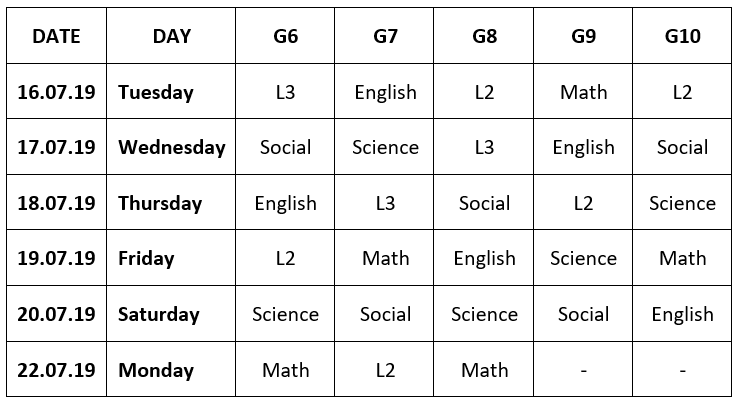 DATE DAY G6 G7 G8 G9 G10
16.07.19 Tuesday L3 English L2 Math L2
17.07.19 Wednesday Social Science L3 English Social
18.07.19 Thursday English L3 Social L2 Science
19.07.19 Friday L2 Math English Science Math
20.07.19 Saturday Science Social Science Social English
22.07.19 Monday Math L2 Math - -